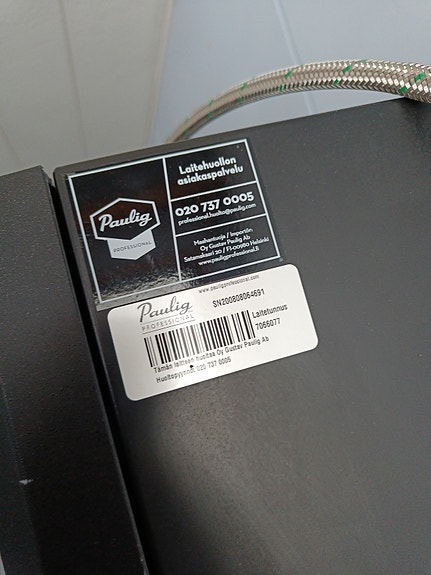 Paulig
PROFESSIONAL
Laitehuollon
asiakaspalvelu
020 737 0005
professional.huolto@paulig.com
Maahantuoja / Importör:
Oy Gustav Paulig Ab
Satamakaari 20 / FI-00980 Helsinki
www.pauligprofessional.fi
www.pauligprofessional.com
Paulig
PROFESSIONAL
SN200808064691
Laitetunnus
7066077
Tämän laitteen huoltaa Oy Gustav Paulig Ab
Huoltopyynnöt 020 737 0005